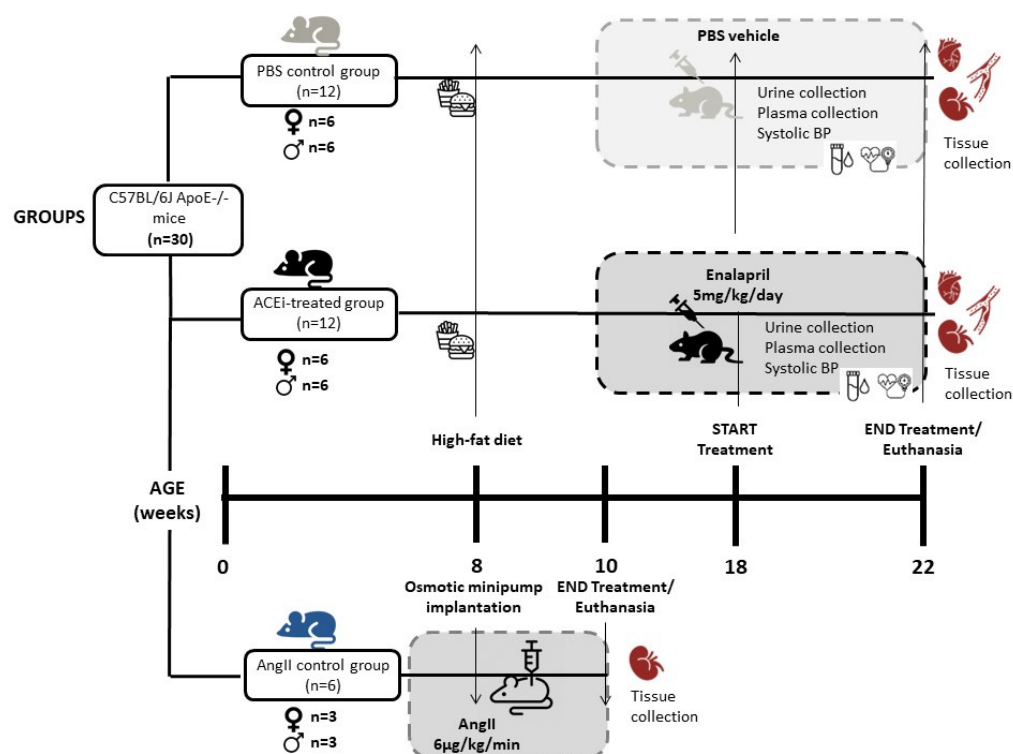 PBS control group
(n=12)
♀ n=6
♂ n=6
PBS vehicle
Urine collection
Plasma collection
Systolic BP
Tissue
collection
GROUPS
C57BL/6J ApoE-/-
mice
(n=30)
ACEi-treated group
(n=12)
♀ n=6
♂ n=6
Enalapril
5mg/kg/day
Urine collection
Plasma collection
Systolic BP
Tissue
collection
High-fat diet
START
Treatment
END Treatment/
Euthanasia
AGE
(weeks)
0
8
10
18
22
Osmotic minipump
implantation
END Treatment/
Euthanasia
AngII control group
(n=6)
♀ n=3
♂ n=3
AngII
6µg/kg/min
Tissue
collection